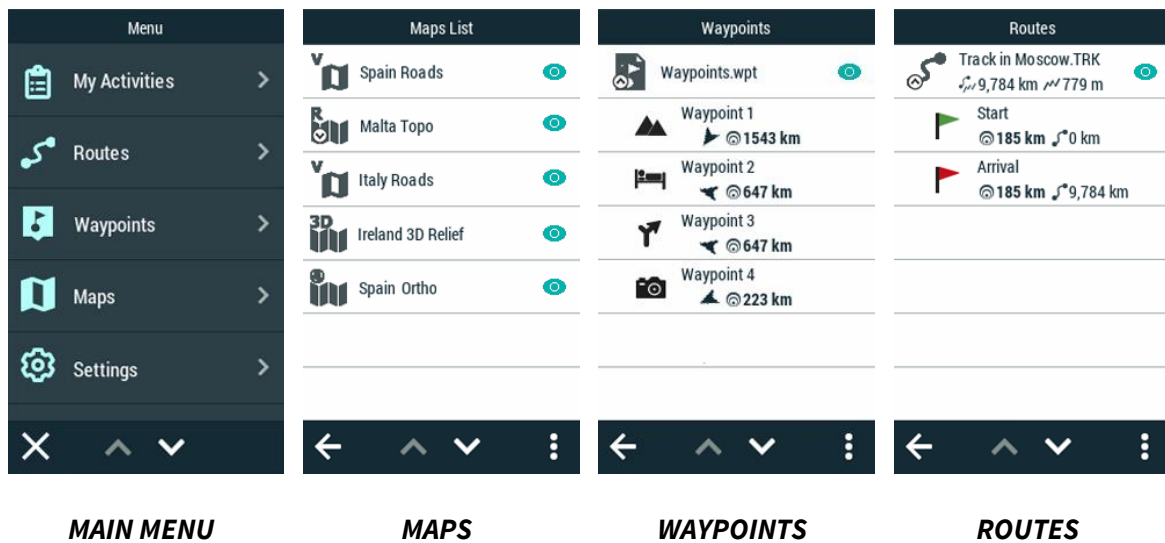 Menu
My Activities
Routes
Waypoints
Maps
Settings
Maps List
V
Spain Roads
R
Malta Topo
V
Italy Roads
3D
Ireland 3D Relief
Spain Ortho
Waypoints
Waypoints.wpt
Waypoint 1
1543 km
Waypoint 2
647 km
Waypoint 3
647 km
Waypoint 4
223 km
Routes
Track in Moscow.TRK
9,784 km 779 m
Start
185 km 0 km
Arrival
185 km 9,784 km
MAIN MENU
MAPS
WAYPOINTS
ROUTES